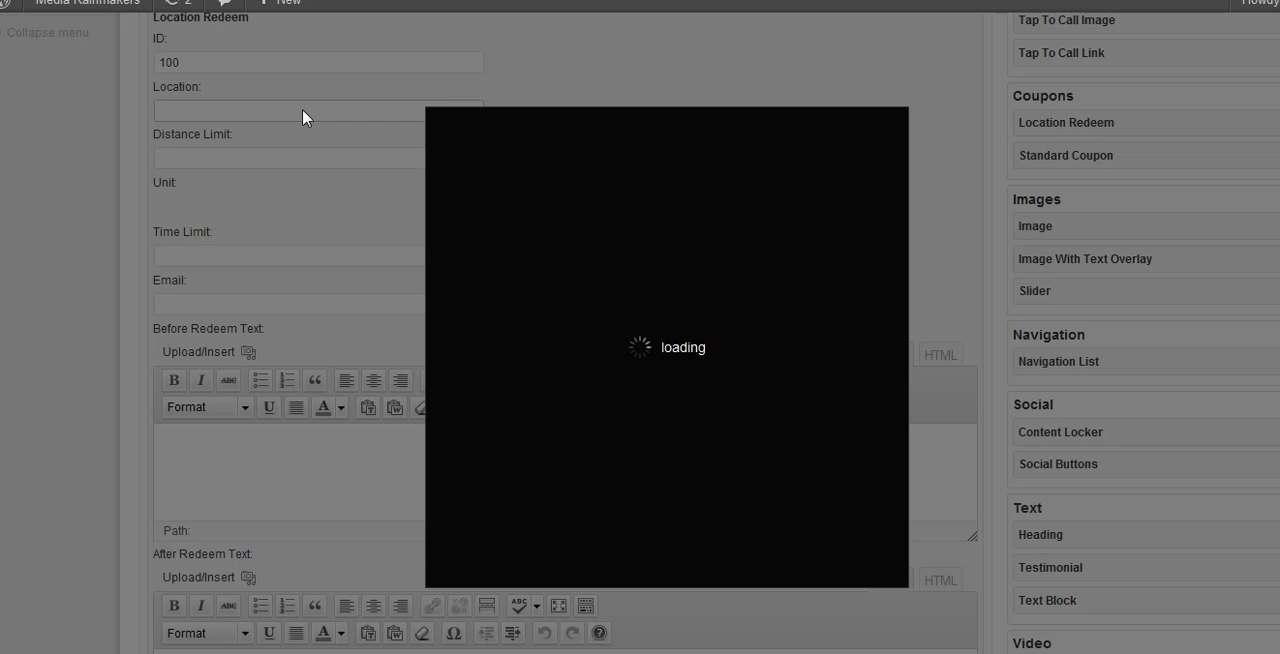 Media Rainmakers 2 New Howdy
Collapse menu
Location Redeem
ID:
100
Location:
Distance Limit:
Unit:
Time Limit:
Email:
Before Redeem Text:
Upload/Insert
HTML
B I ABC
Format U A
Path:
After Redeem Text:
Upload/Insert
HTML
B I ABC ABC
Format U A Ω
loading
Tap To Call Image
Tap To Call Link
Coupons
Location Redeem
Standard Coupon
Images
Image
Image With Text Overlay
Slider
Navigation
Navigation List
Social
Content Locker
Social Buttons
Text
Heading
Testimonial
Text Block
Video